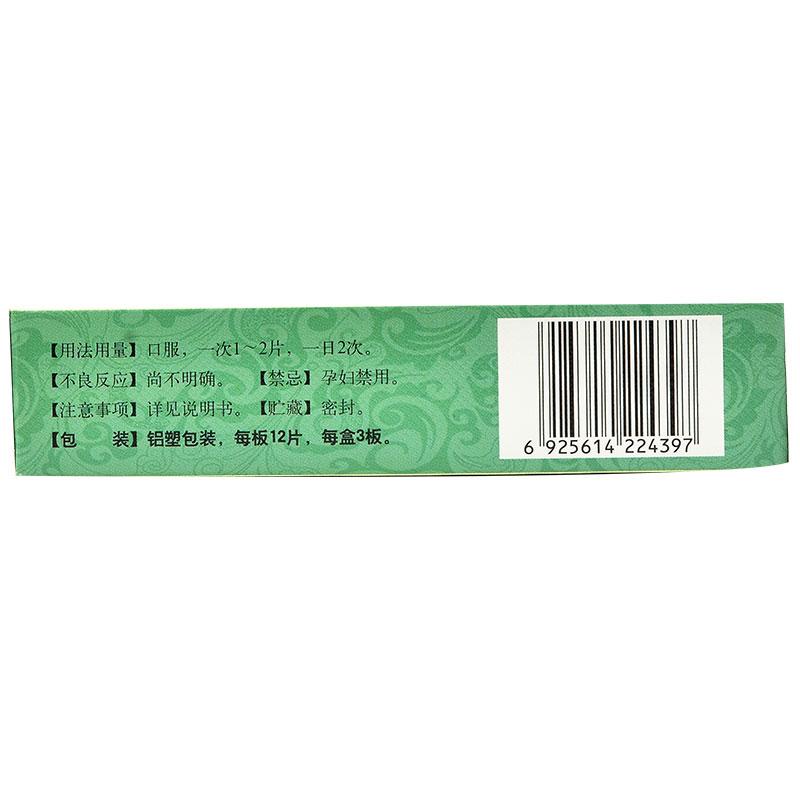 【用法用量】口服，一次1～2片，一日2次。
【不良反应】尚不明确。【禁忌】孕妇禁用。
【注意事项】详见说明书。【贮藏】密封。
【包　　装】铝塑包装，每板12片，每盒3板。
6 925614 224397